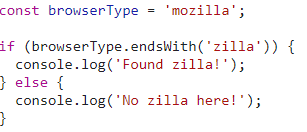 const browserType = 'mozilla';
if (browserType.endsWith('zilla')) {
  console.log('Found zilla!');
} else {
  console.log('No zilla here!');
}